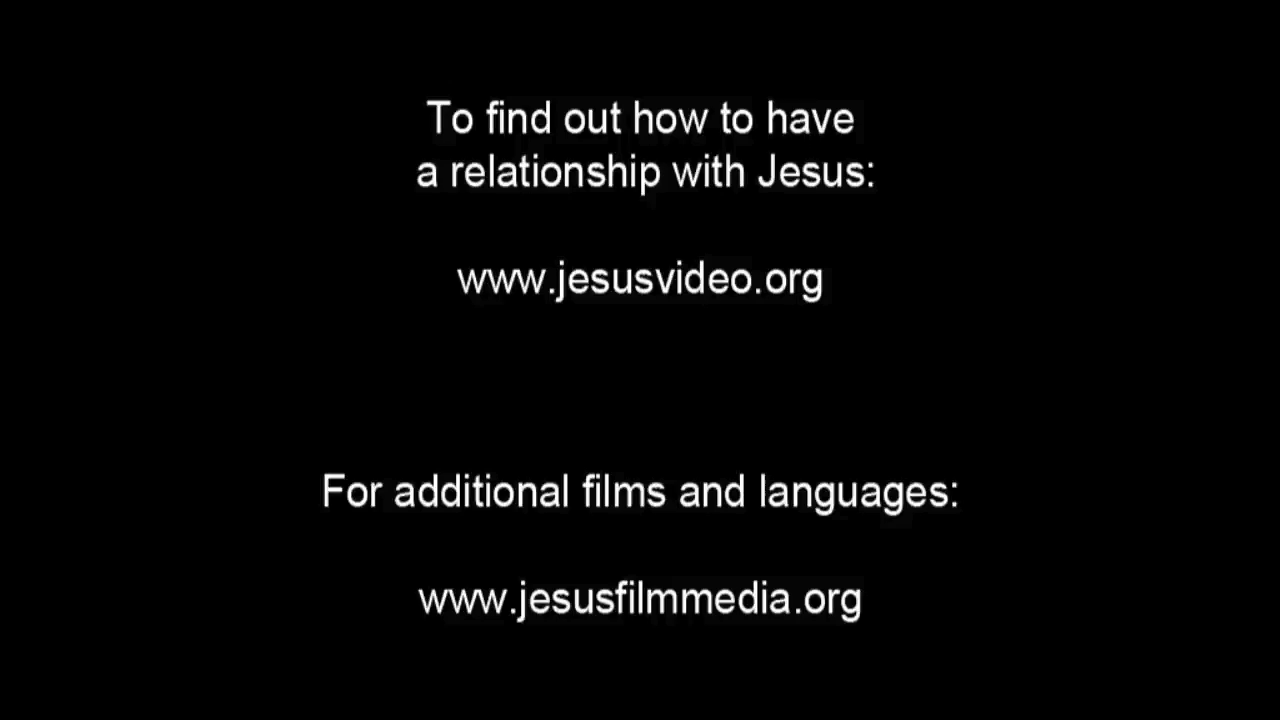 To find out how to have
a relationship with Jesus:
www.jesusvideo.org
For additional films and languages:
www.jesusfilmmedia.org